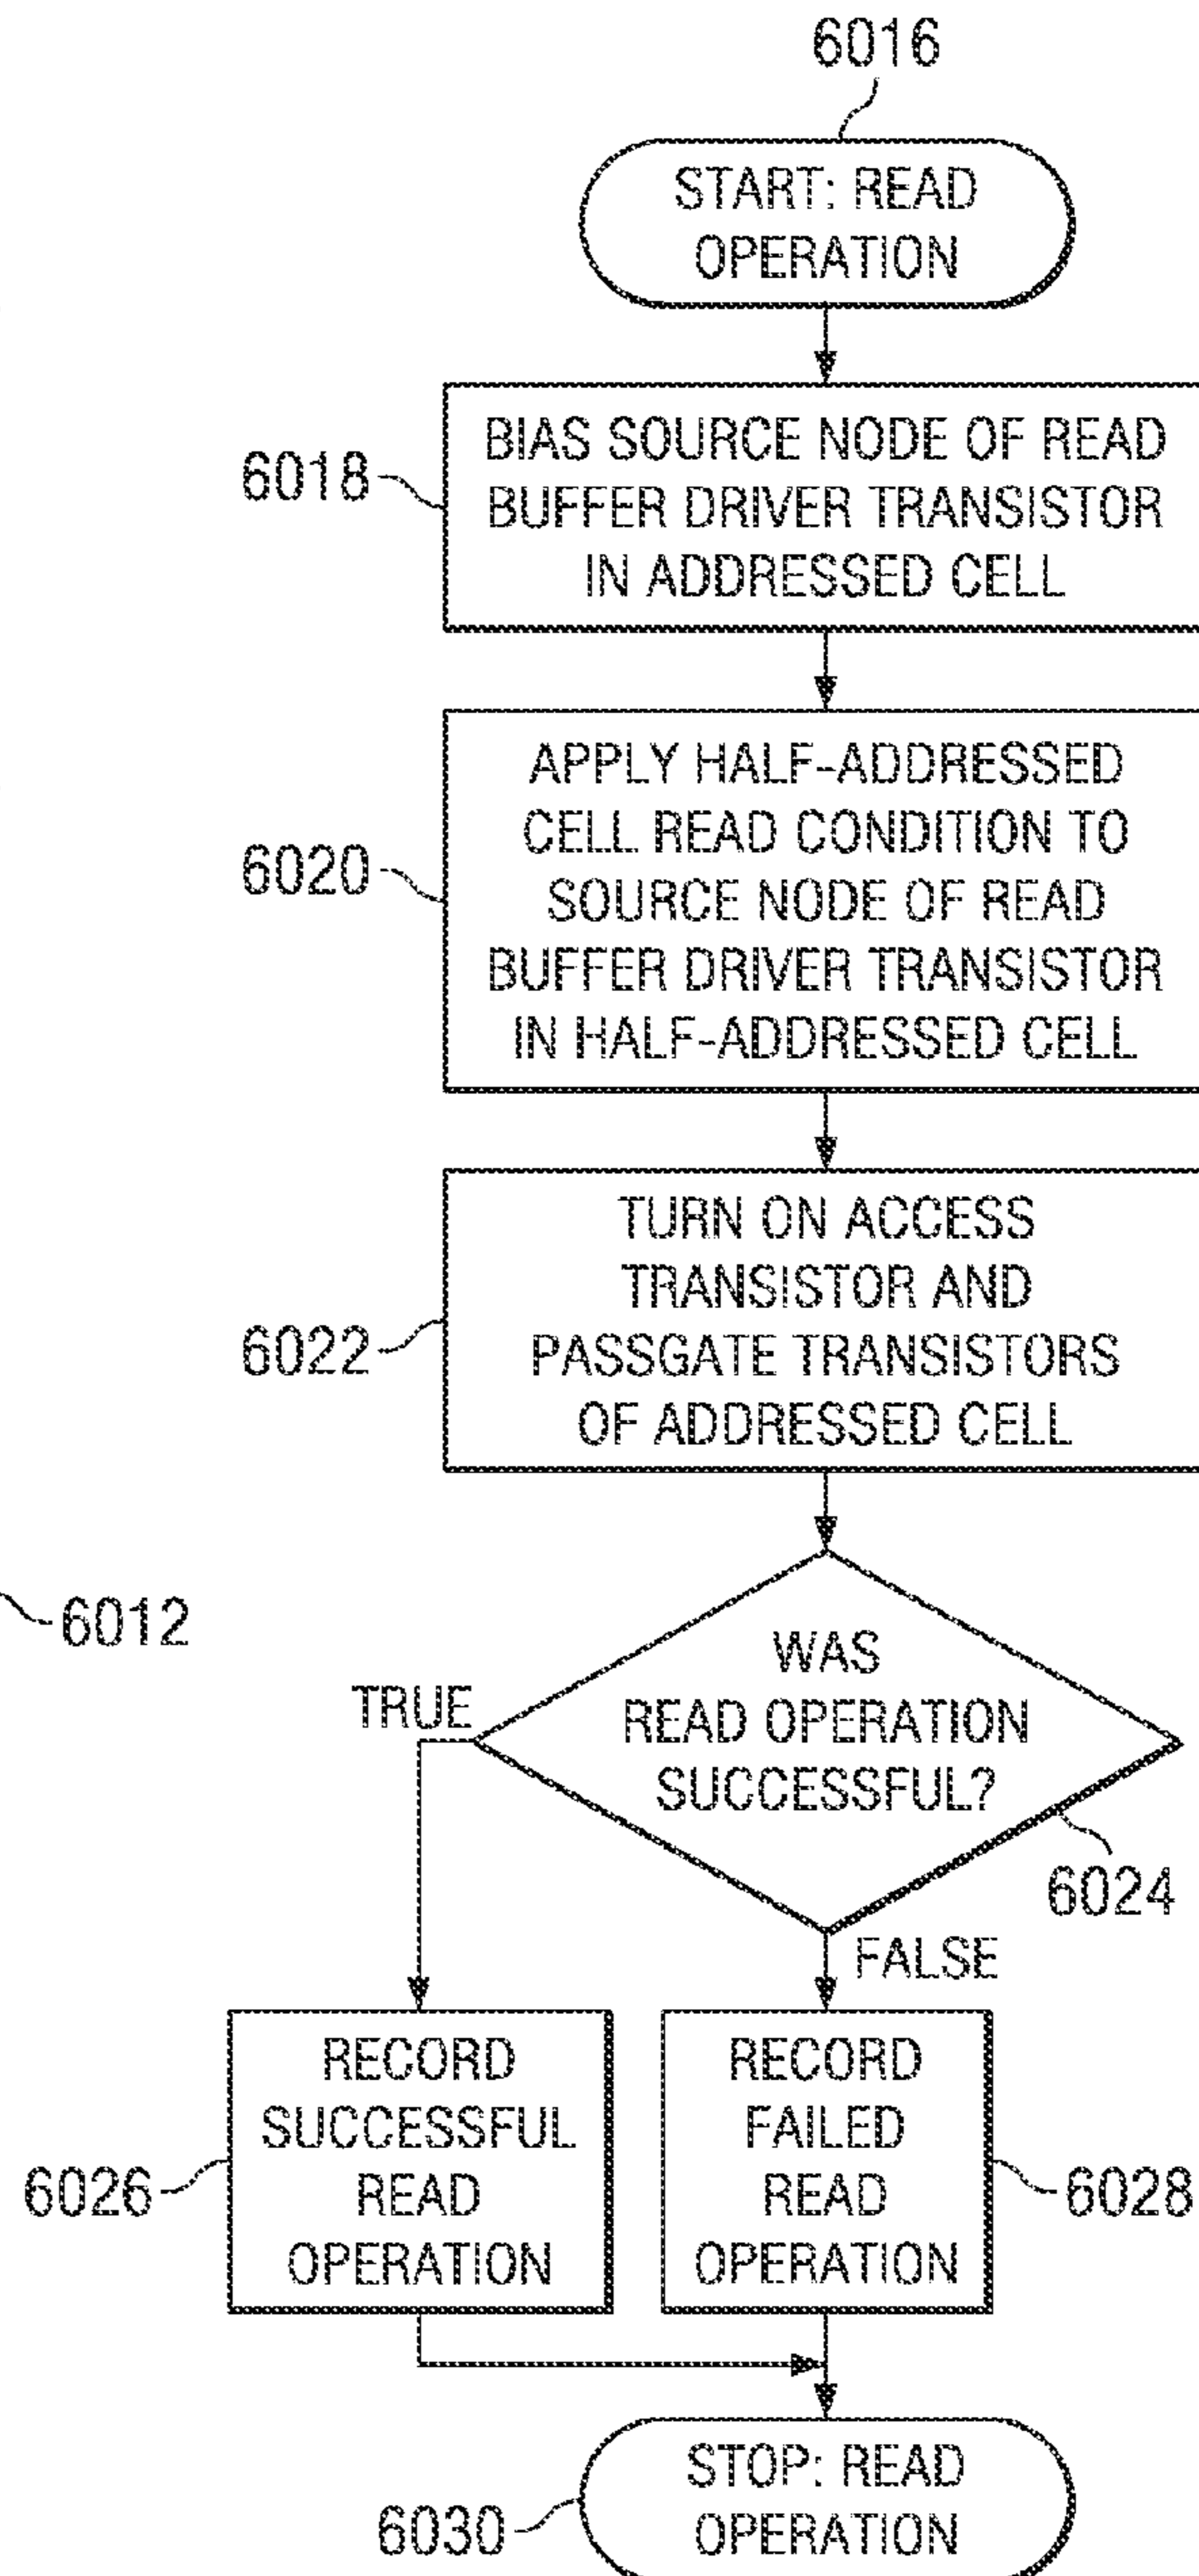 6016
START: READ
OPERATION
6018
BIAS SOURCE NODE OF READ
BUFFER DRIVER TRANSISTOR
IN ADDRESSED CELL
6020
APPLY HALF-ADDRESSED
CELL READ CONDITION TO
SOURCE NODE OF READ
BUFFER DRIVER TRANSISTOR
IN HALF-ADDRESSED CELL
6022
TURN ON ACCESS
TRANSISTOR AND
PASSGATE TRANSISTORS
OF ADDRESSED CELL
6012
WAS
READ OPERATION
SUCCESSFUL?
TRUE
6024
FALSE
RECORD
SUCCESSFUL
READ
OPERATION
6026
RECORD
FAILED
READ
OPERATION
6028
STOP: READ
OPERATION
6030